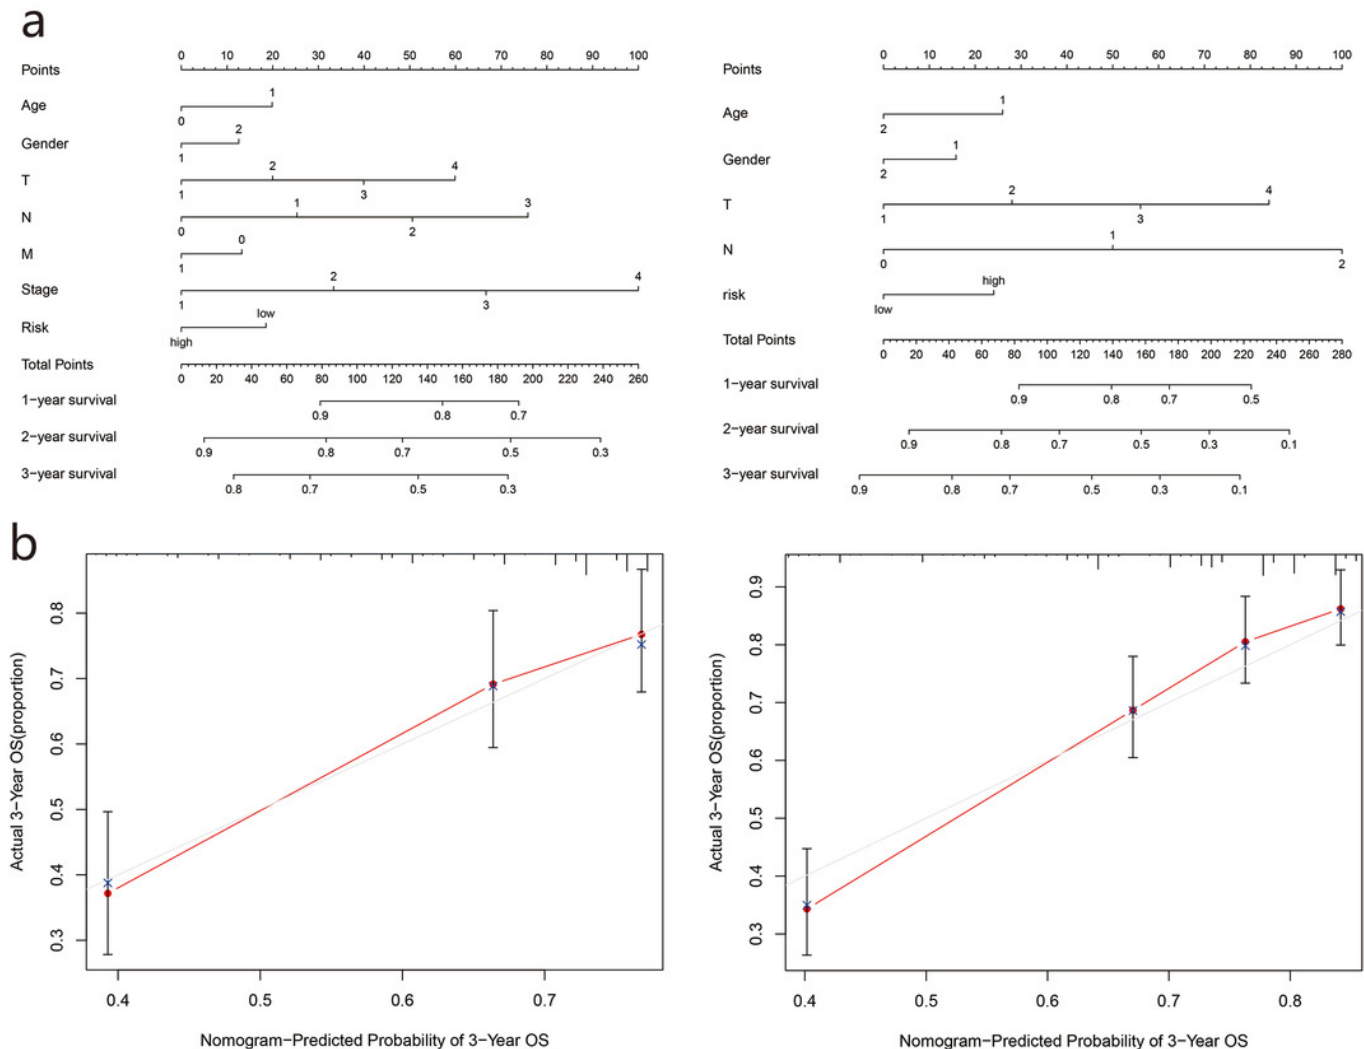 a
0 10 20 30 40 50 60 70 80 90 100
Points
1
Age
0
2
Gender
1
2 4
T
1 3
1 3
N
0 2
0
M
1
2 4
Stage
1 3
low
Risk
high
Total Points
0 20 40 60 80 100 120 140 160 180 200 220 240 260
1−year survival
0.9 0.8 0.7
2−year survival
0.9 0.8 0.7 0.5 0.3
3−year survival
0.8 0.7 0.5 0.3
0 10 20 30 40 50 60 70 80 90 100
Points
1
Age
2
1
Gender
2
2 4
T
1 3
1
N
0 2
high
risk
low
Total Points
0 20 40 60 80 100 120 140 160 180 200 220 240 260 280
1−year survival
0.9 0.8 0.7 0.5
2−year survival
0.9 0.8 0.7 0.5 0.3 0.1
3−year survival
0.9 0.8 0.7 0.5 0.3 0.1
b
Actual 3−Year OS(proportion)
0.8
0.7
0.6
0.5
0.4
0.3
0.4 0.5 0.6 0.7
Nomogram−Predicted Probability of 3−Year OS
Actual 3−Year OS(proportion)
0.9
0.8
0.7
0.6
0.5
0.4
0.3
0.4 0.5 0.6 0.7 0.8
Nomogram−Predicted Probability of 3−Year OS